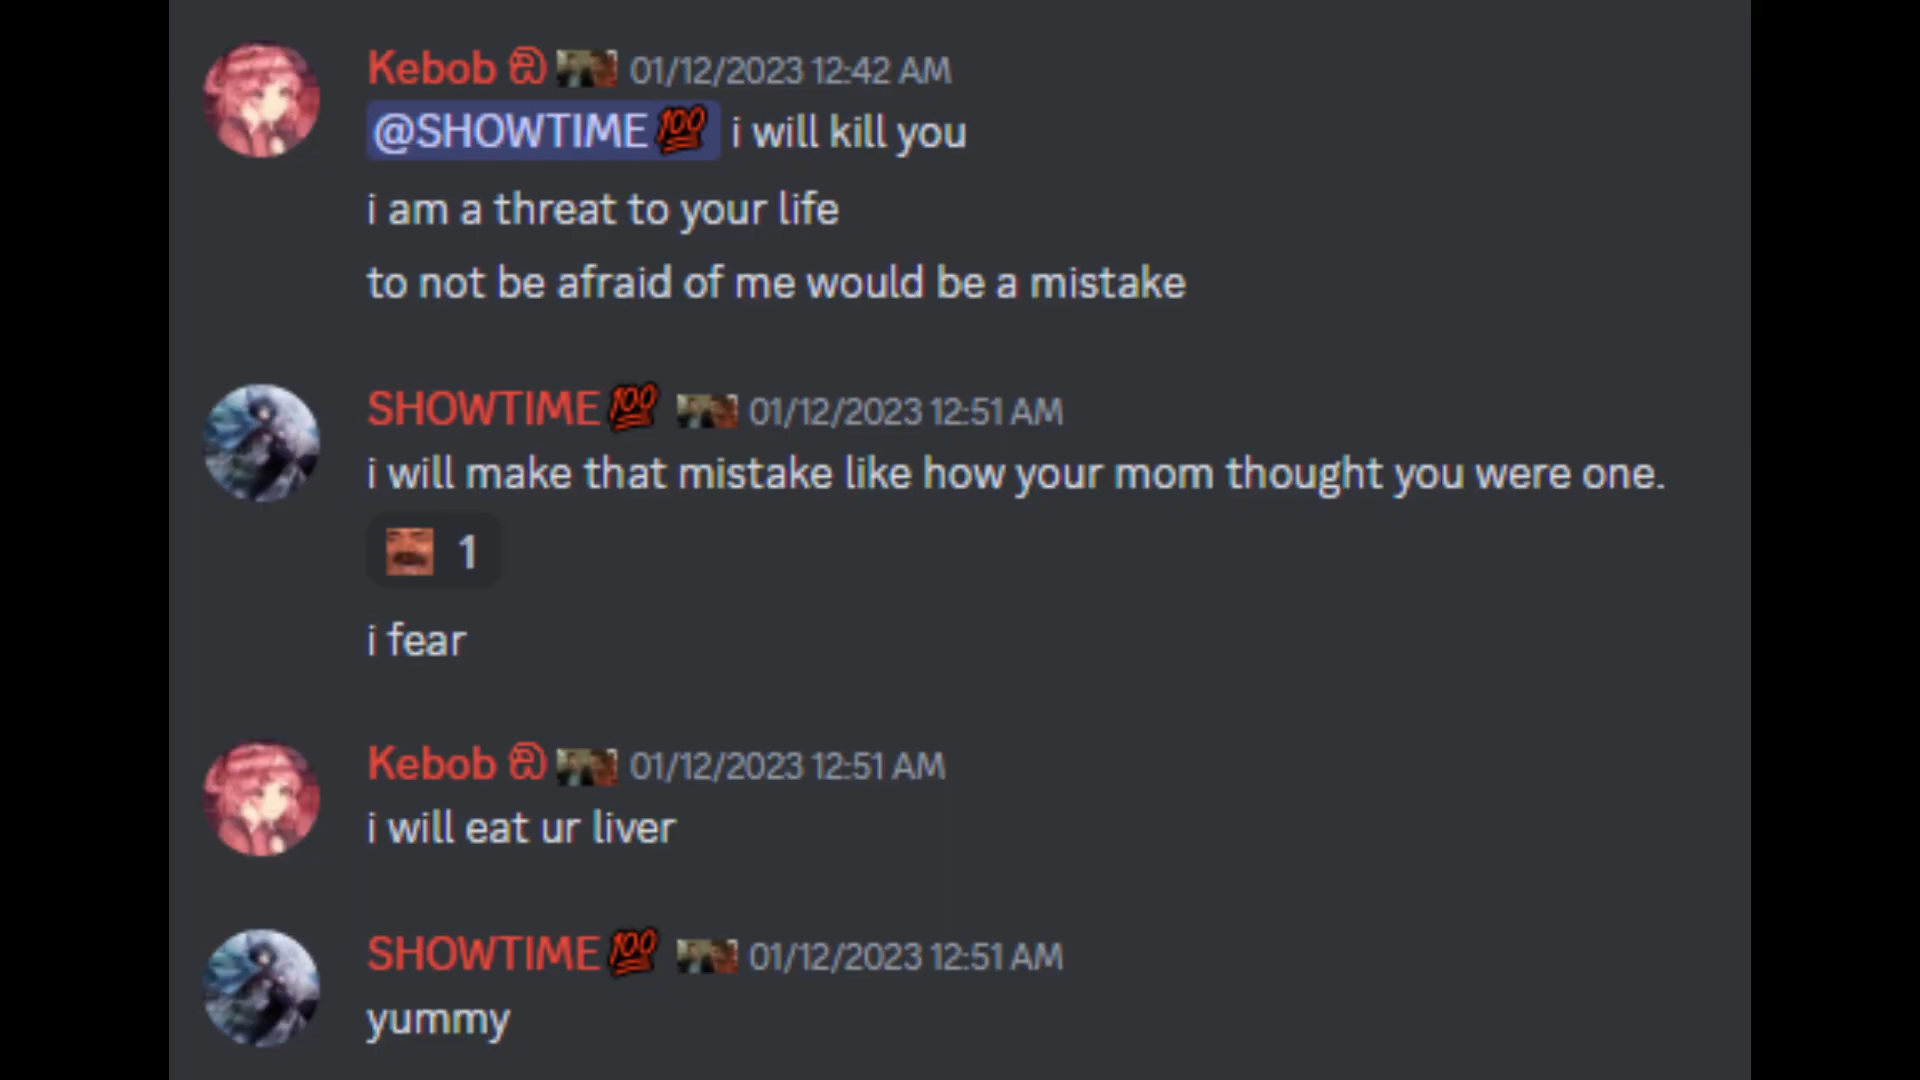 Kebob ඞ 01/12/2023 12:42 AM
@SHOWTIME💯 i will kill you
i am a threat to your life
to not be afraid of me would be a mistake
SHOWTIME💯 01/12/2023 12:51 AM
i will make that mistake like how your mom thought you were one.
1
i fear
Kebob ඞ 01/12/2023 12:51 AM
i will eat ur liver
SHOWTIME💯 01/12/2023 12:51 AM
yummy